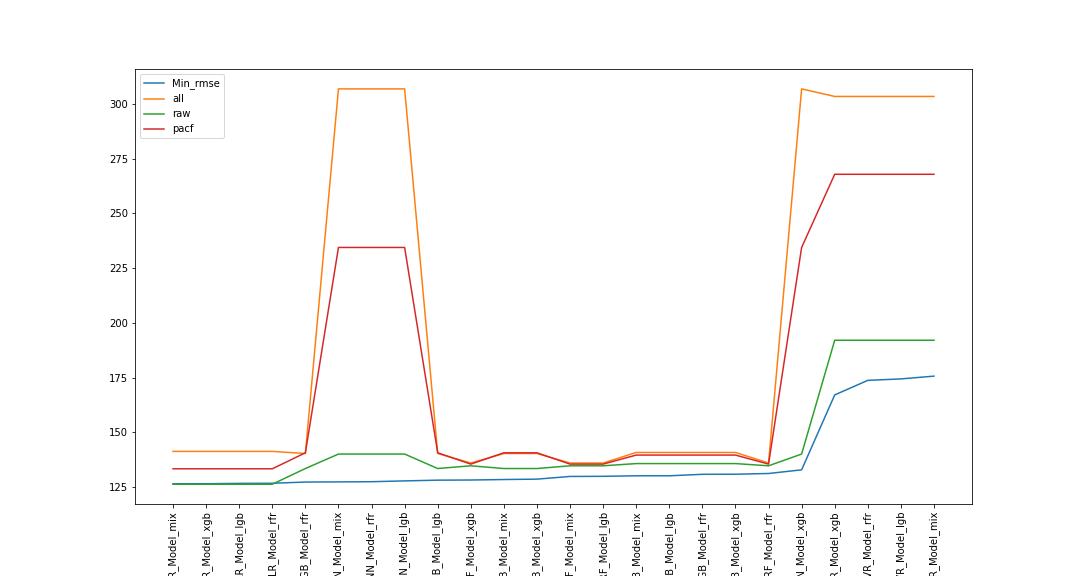 Min_rmse
all
raw
pacf
300
275
250
225
200
175
150
125
R_Model_mix
R_Model_xgb
R_Model_lgb
LR_Model_rfr
GB_Model_rfr
N_Model_mix
NN_Model_rfr
N_Model_lgb
B_Model_lgb
F_Model_xgb
B_Model_mix
B_Model_xgb
F_Model_mix
RF_Model_lgb
B_Model_mix
B_Model_lgb
GB_Model_rfr
B_Model_xgb
RF_Model_rfr
N_Model_xgb
R_Model_xgb
VR_Model_rfr
VR_Model_lgb
R_Model_mix